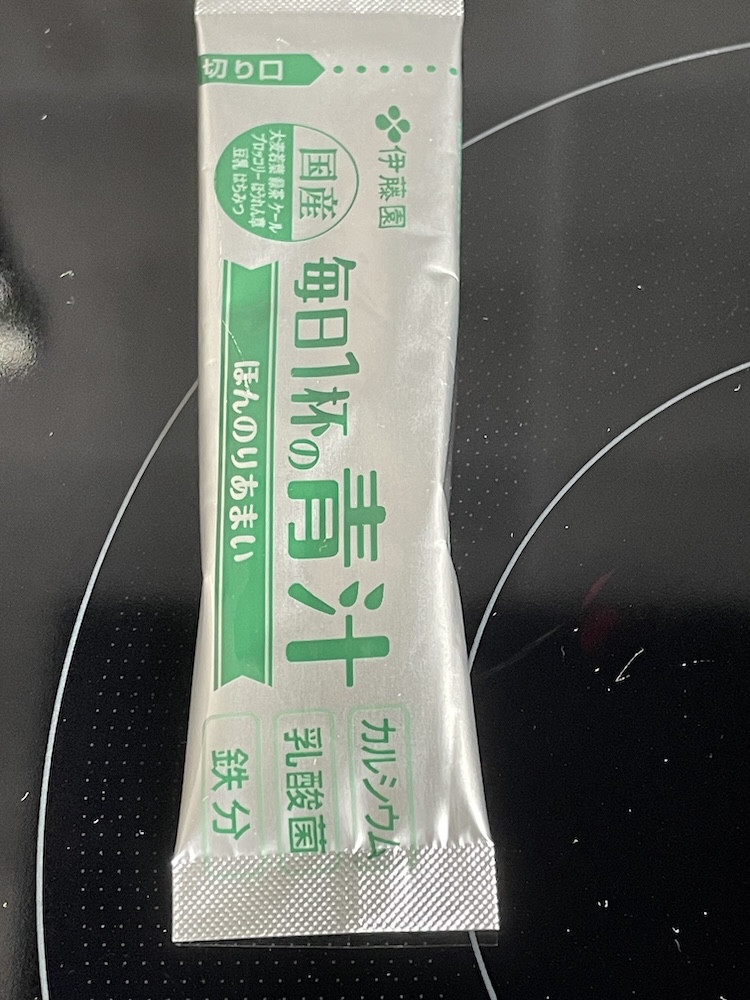 切り口
伊藤園
国産
大麦若葉 緑茶 ケール
ブロッコリー ほうれん草
豆乳 はちみつ
毎日1杯の青汁
ほんのりあまい
カルシウム
乳酸菌
鉄分